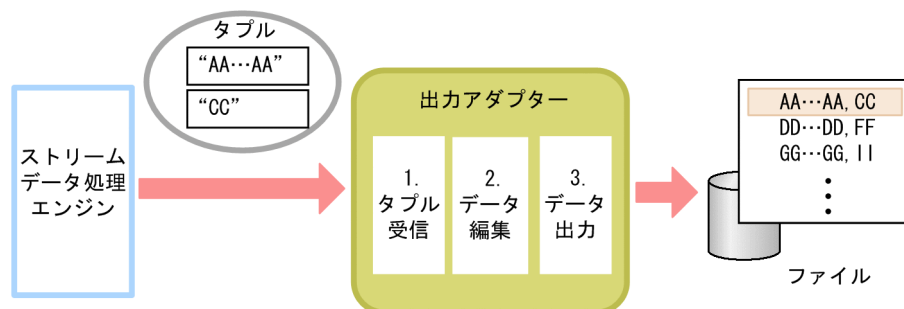 タプル
“AA…AA”
“CC”
ストリーム
データ処理
エンジン
出力アダプター
1.
タプル
受信
2.
データ
編集
3.
データ
出力
AA…AA,CC
DD…DD,FF
GG…GG,II
ファイル